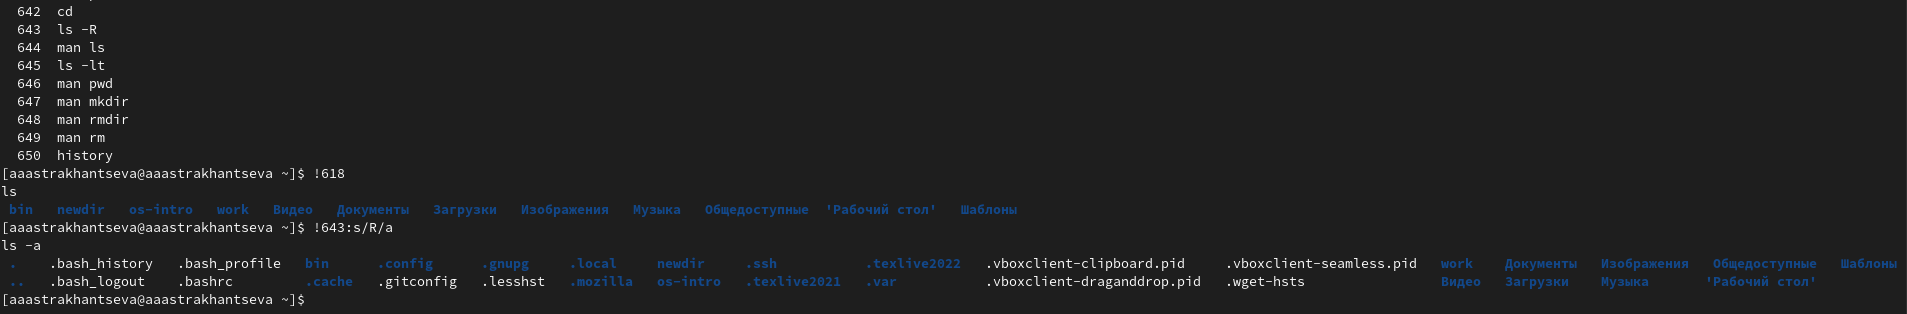 642  cd
643  ls -R
644  man ls
645  ls -lt
646  man pwd
647  man mkdir
648  man rmdir
649  man rm
650  history
[aaastrakhantseva@aaastrakhantseva ~]$ !618
ls
bin   newdir   os-intro   work   Видео   Документы   Загрузки   Изображения   Музыка   Общедоступные  'Рабочий стол'   Шаблоны
[aaastrakhantseva@aaastrakhantseva ~]$ !643:s/R/a
ls -a
.    .bash_history   .bash_profile   bin      .config      .gnupg     .local     newdir     .ssh           .texlive2022   .vboxclient-clipboard.pid     .vboxclient-seamless.pid   work    Документы   Изображения   Общедоступные   Шаблоны
..   .bash_logout    .bashrc         .cache   .gitconfig   .lesshst   .mozilla   os-intro   .texlive2021   .var           .vboxclient-draganddrop.pid   .wget-hsts                 Видео   Загрузки    Музыка       'Рабочий стол'
[aaastrakhantseva@aaastrakhantseva ~]$